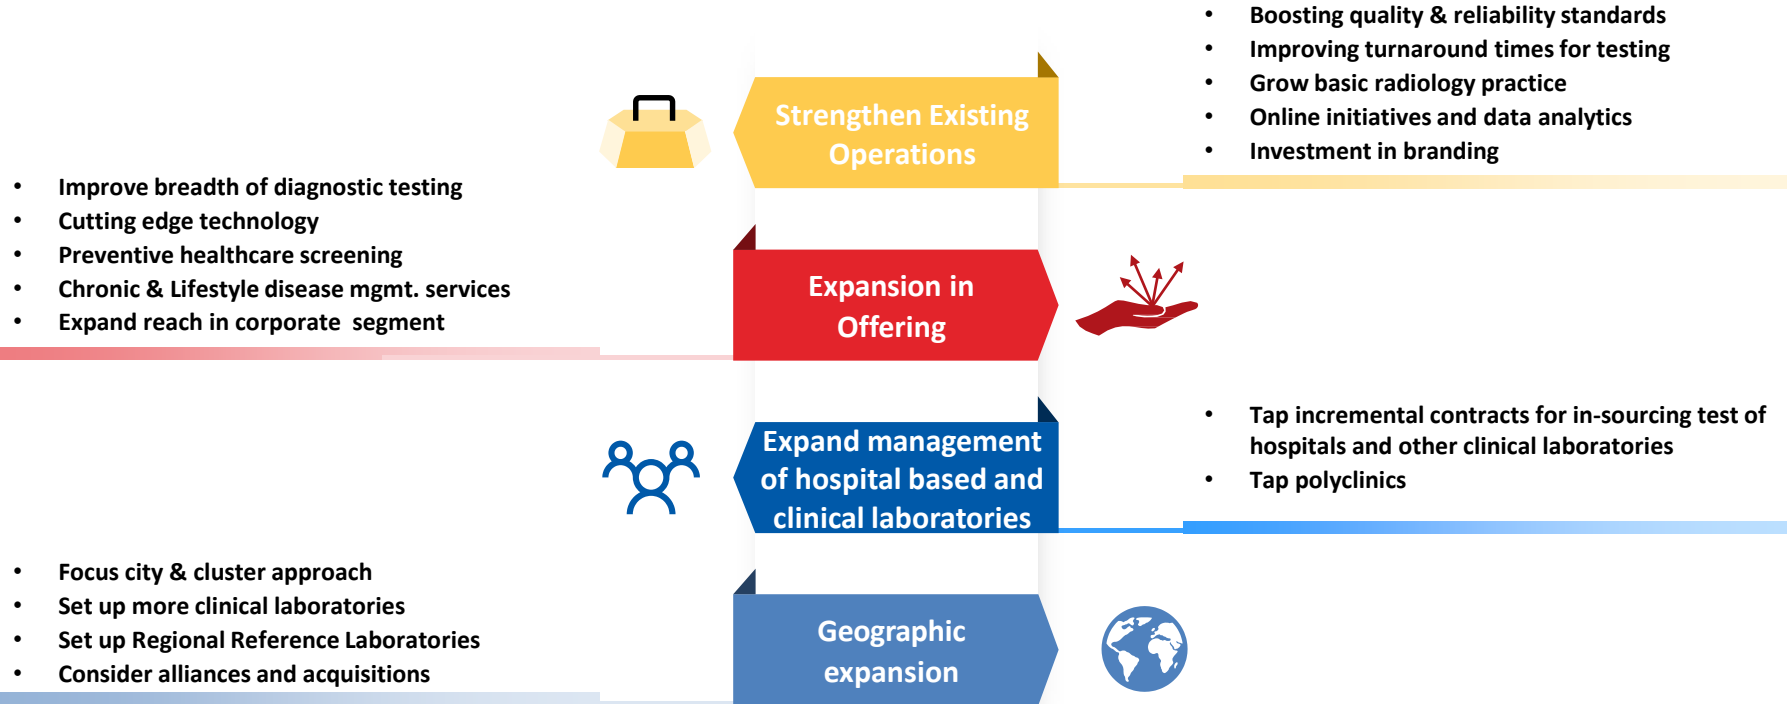 • Boosting quality & reliability standards
• Improving turnaround times for testing
• Grow basic radiology practice
• Online initiatives and data analytics
• Investment in branding
Strengthen Existing
Operations
• Improve breadth of diagnostic testing
• Cutting edge technology
• Preventive healthcare screening
• Chronic & Lifestyle disease mgmt. services
• Expand reach in corporate segment
Expansion in
Offering
Expand management
of hospital based and
clinical laboratories
• Tap incremental contracts for in-sourcing test of
hospitals and other clinical laboratories
• Tap polyclinics
• Focus city & cluster approach
• Set up more clinical laboratories
• Set up Regional Reference Laboratories
• Consider alliances and acquisitions
Geographic
expansion